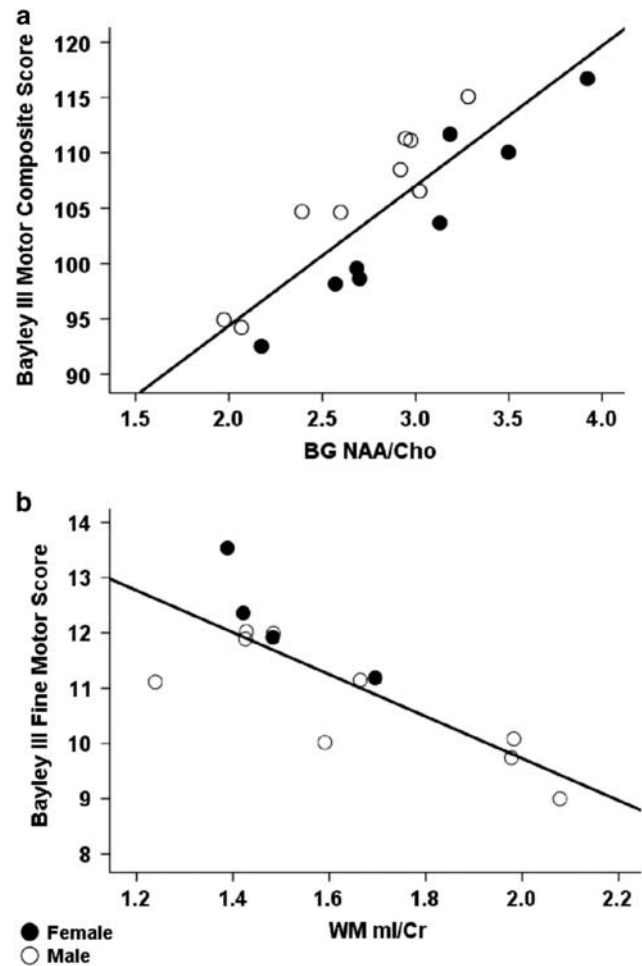 a
Bayley III Motor Composite Score
120
115
110
105
100
95
90
1.5 2.0 2.5 3.0 3.5 4.0
BG NAA/Cho
b
Bayley III Fine Motor Score
14
13
12
11
10
9
8
1.2 1.4 1.6 1.8 2.0 2.2
WM mI/Cr
Female
Male